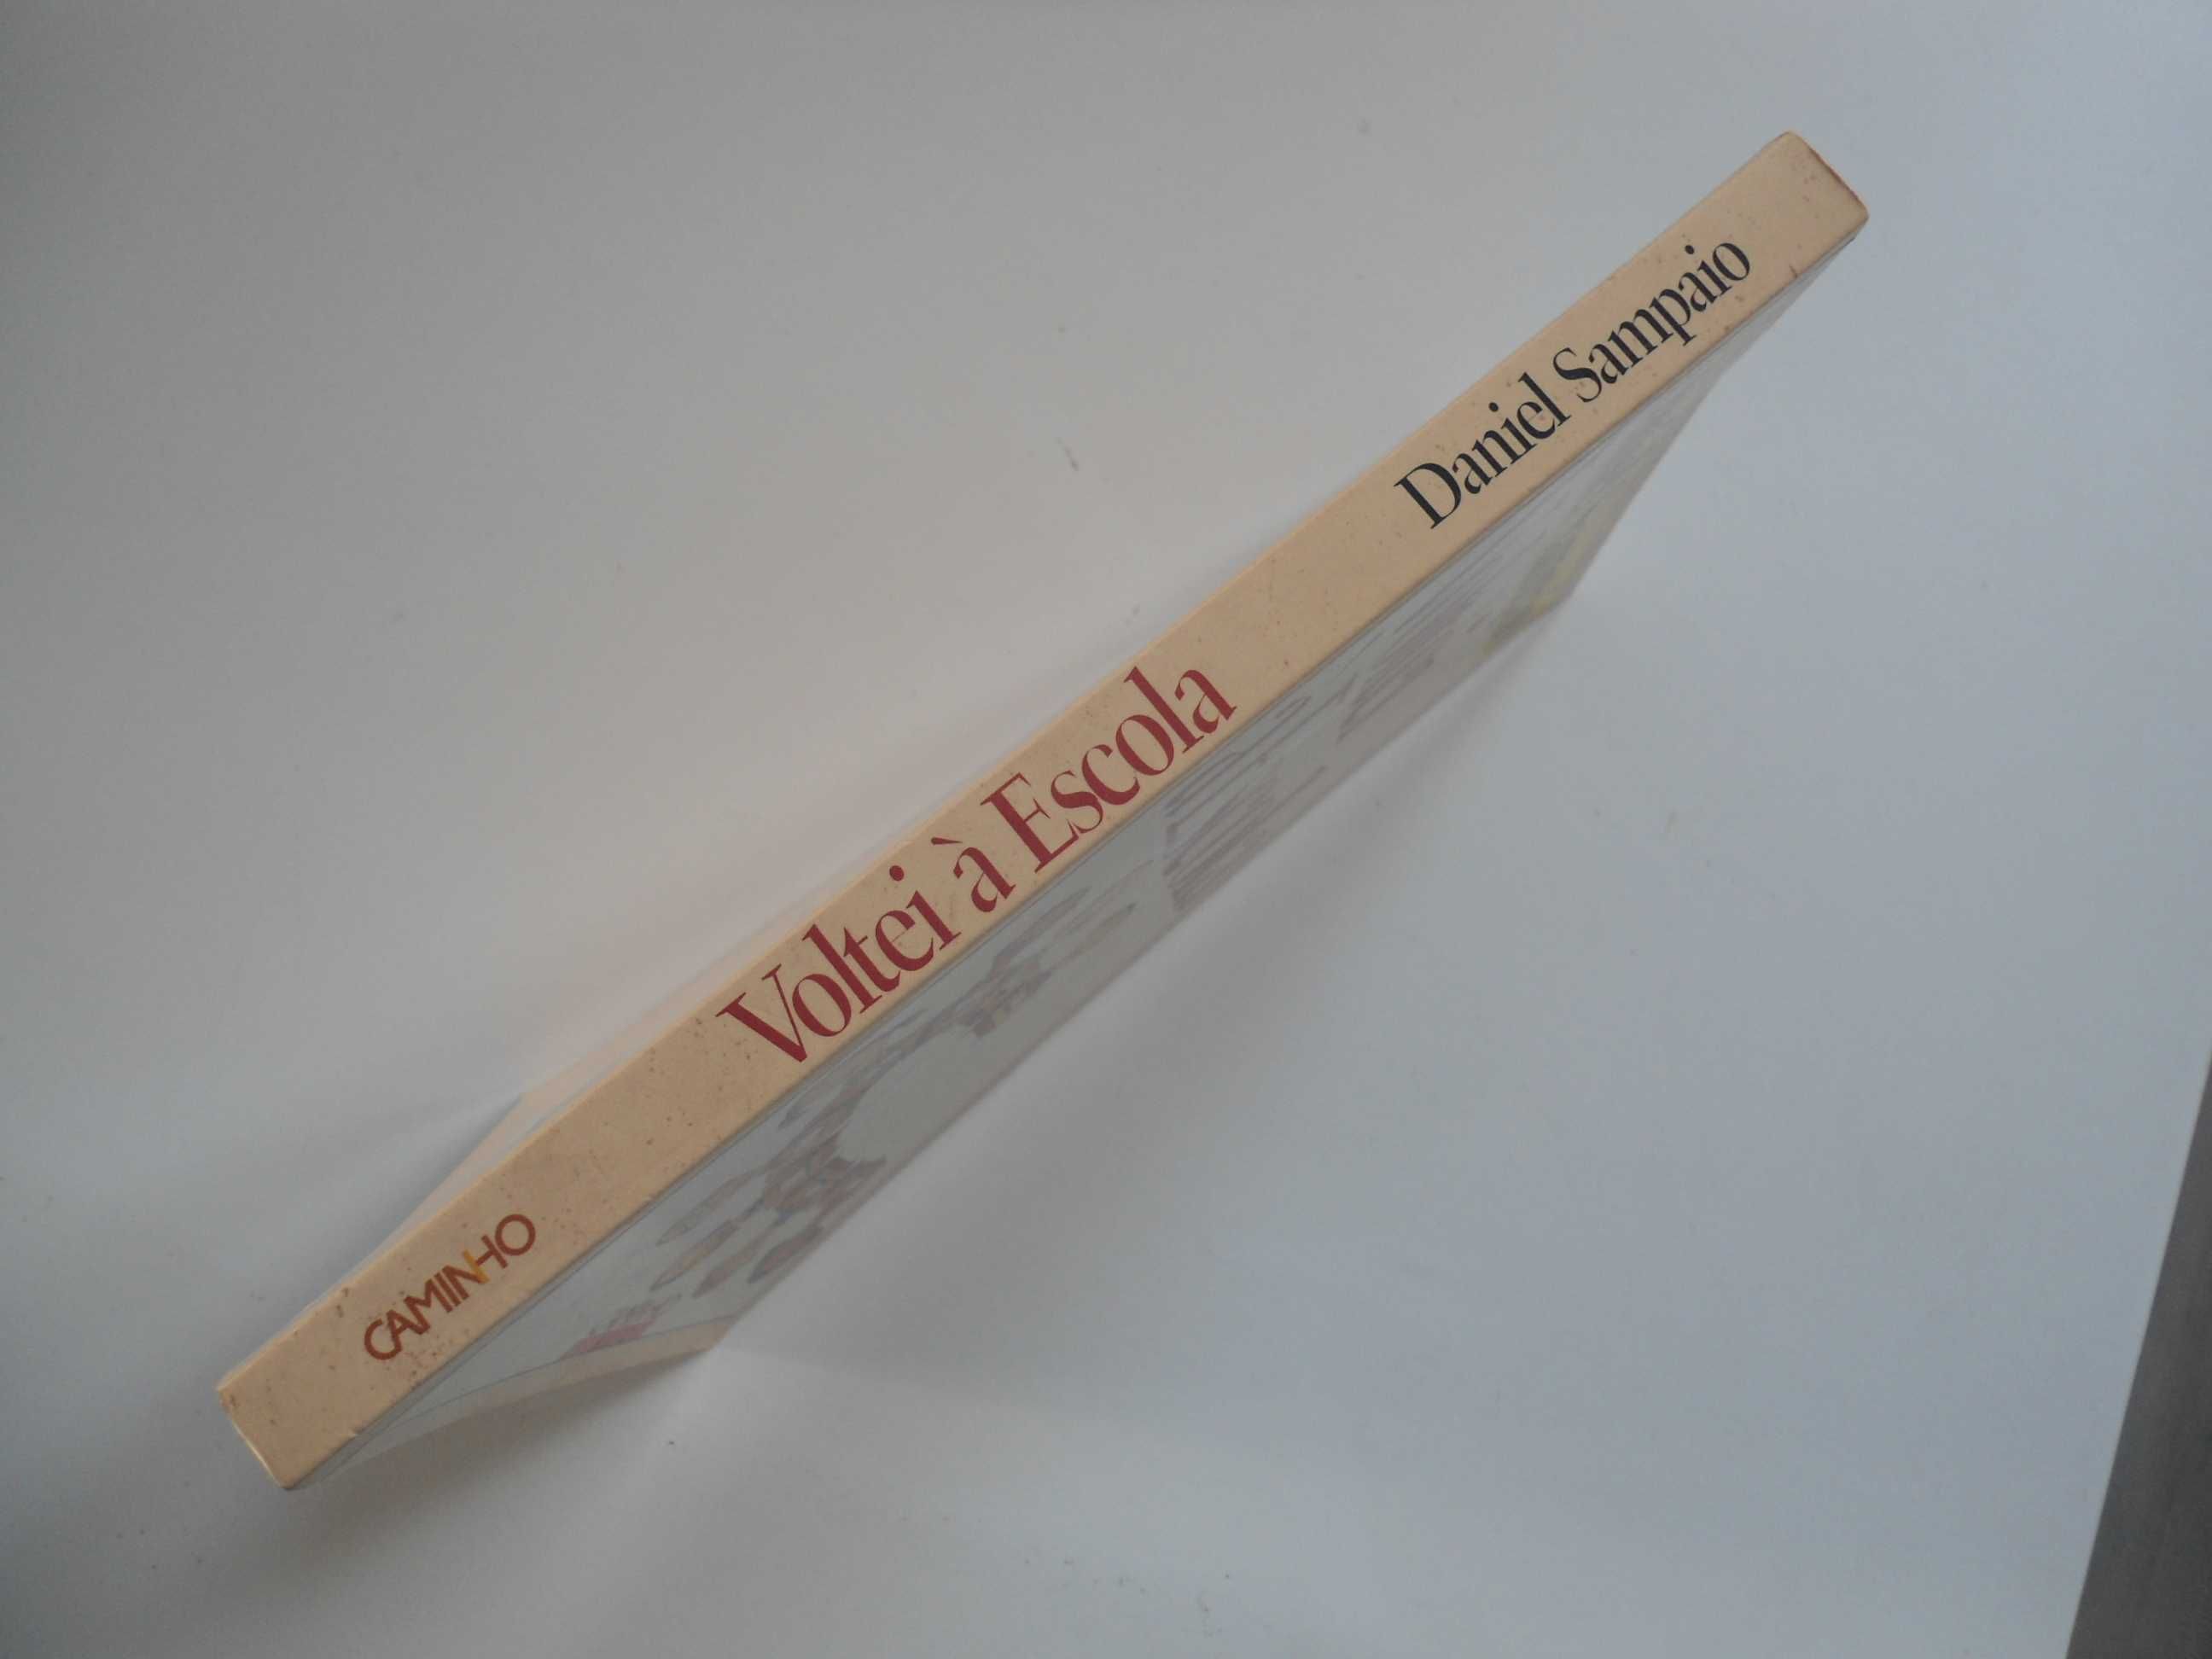 CAMINHO
Voltei à Escola
Daniel Sampaio